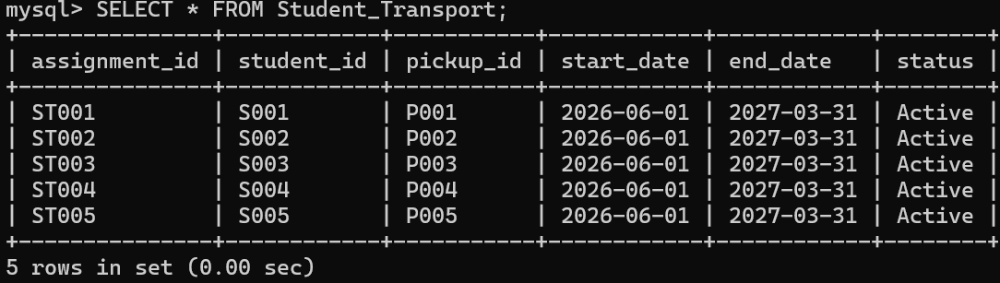 mysql> SELECT * FROM Student_Transport;
+---------------+------------+-----------+------------+------------+--------+
| assignment_id | student_id | pickup_id | start_date | end_date   | status |
+---------------+------------+-----------+------------+------------+--------+
| ST001         | S001       | P001      | 2026-06-01 | 2027-03-31 | Active |
| ST002         | S002       | P002      | 2026-06-01 | 2027-03-31 | Active |
| ST003         | S003       | P003      | 2026-06-01 | 2027-03-31 | Active |
| ST004         | S004       | P004      | 2026-06-01 | 2027-03-31 | Active |
| ST005         | S005       | P005      | 2026-06-01 | 2027-03-31 | Active |
+---------------+------------+-----------+------------+------------+--------+
5 rows in set (0.00 sec)